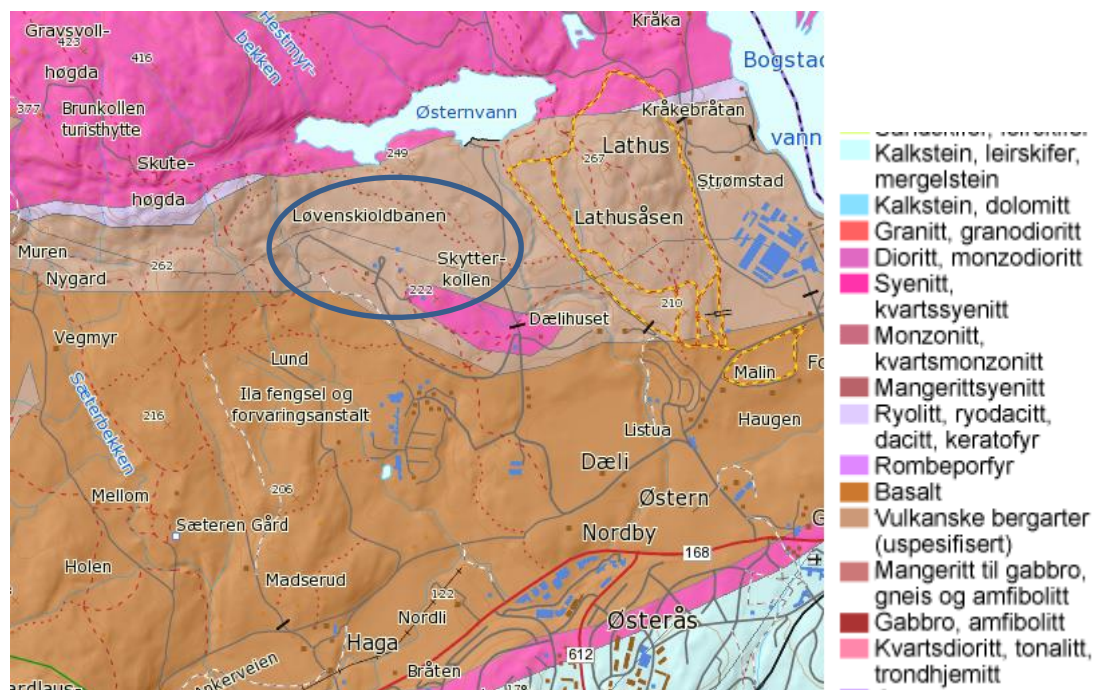 Gravsvoll-
423
høgda
416
Hestmyr-
bekken
Kråka
Bogstad
vann
377
Brunkollen
turisthytte
Østernvann
Kråkebråtan
249
Lathus
267
Skute-
høgda
Strømstad
Løvenskioldbanen
Lathusåsen
Muren
262
Nygard
Skytter-
kollen
222
210
Dælihuset
Vegmyr
Lund
Malin
Sæterbekken
Ila fengsel og
forvaringsanstalt
216
Haugen
Listua
Dæli
206
Mellom
Østern
Sæteren Gård
Nordby
168
Holen
Madserud
122
Nordli
Østerås
Haga
612
Bråten
Ankerveien
178
Kalkstein, leirskifer,
mergelstein
Kalkstein, dolomitt
Granitt, granodioritt
Dioritt, monzodioritt
Syenitt,
kvartssyenitt
Monzonitt,
kvartsmonzonitt
Mangerittsyenitt
Ryolitt, ryodacitt,
dacitt, keratofyr
Rombeporfyr
Basalt
Vulkanske bergarter
(uspesifisert)
Mangeritt til gabbro,
gneis og amfibolitt
Gabbro, amfibolitt
Kvartsdioritt, tonalitt,
trondhjemitt